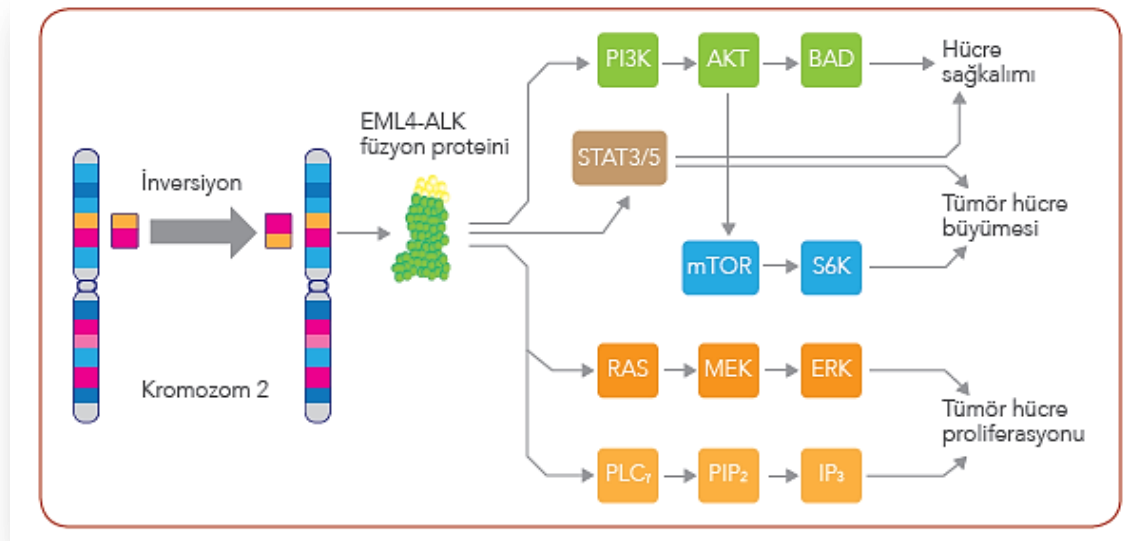 PI3K
AKT
BAD
Hücre
sağkalımı
EML4-ALK
füzyon proteini
STAT3/5
İnversiyon
Tümör hücre
büyümesi
mTOR
S6K
RAS
MEK
ERK
Kromozom 2
Tümör hücre
proliferasyonu
PLCγ
PIP₂
IP₃